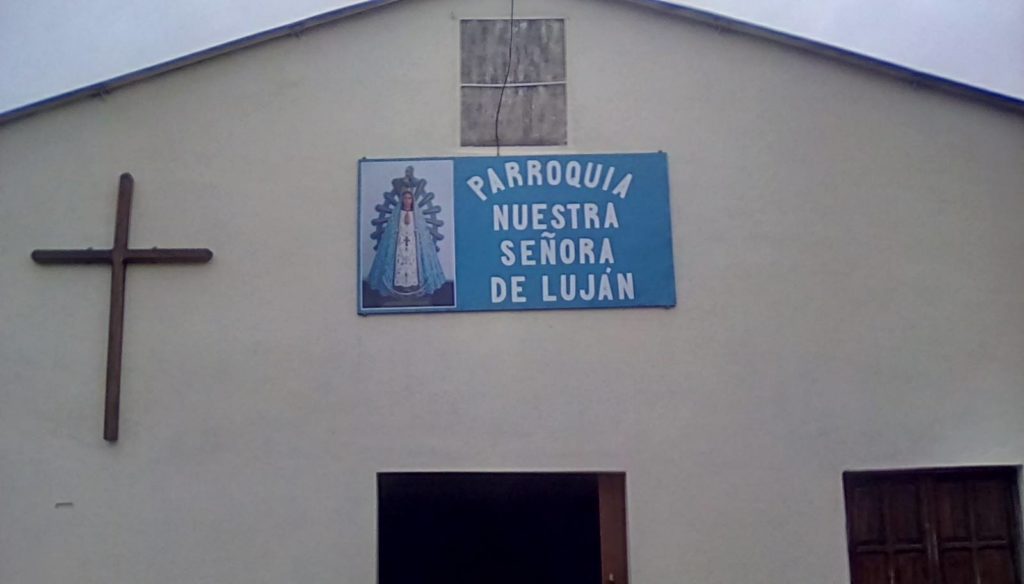 PARROQUIA
NUESTRA
SEÑORA
DE LUJÁN